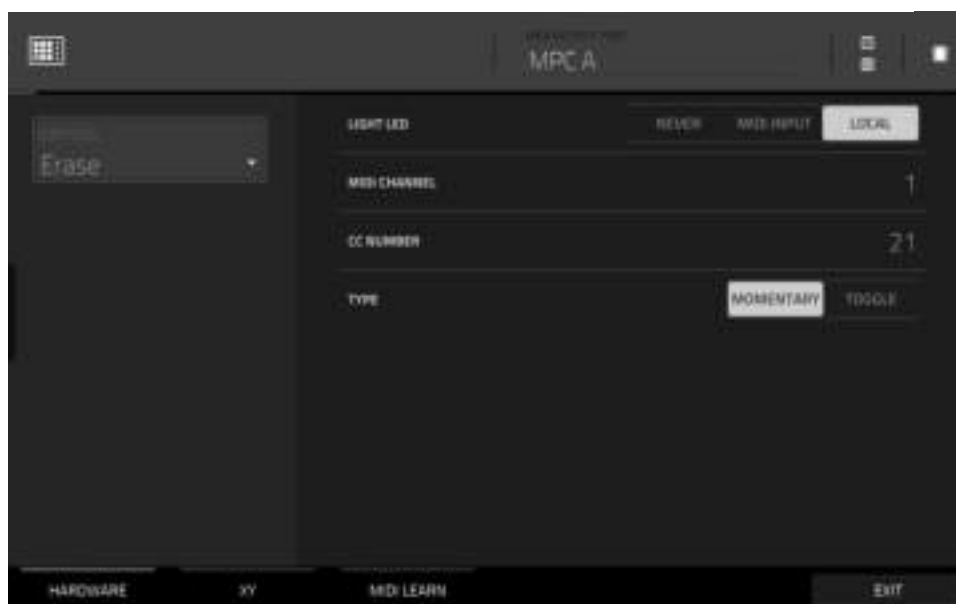 MPC A
LIGHT LED
NEVER MIDI INPUT LOCAL
Erase
MIDI CHANNEL
1
CC NUMBER
21
TYPE
MOMENTARY TOGGLE
HARDWARE XY MIDI LEARN EXIT